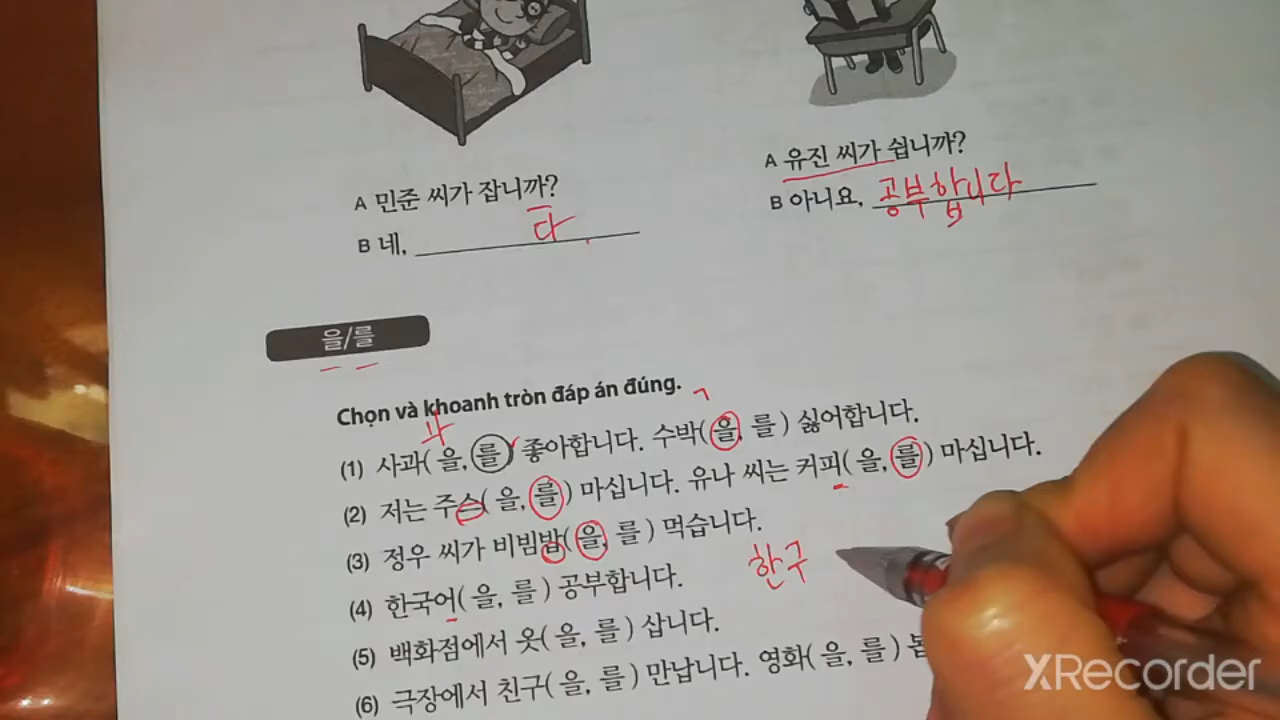 A 민준 씨가 잡니까?
B 네, 다
A 유진 씨가 쉽니까?
B 아니요, 공부합니다
을/를
Chọn và khoanh tròn đáp án đúng.
(1) 사과( 을, 를 ) 좋아합니다. 수박( 을, 를 ) 싫어합니다.
(2) 저는 주스( 을, 를 ) 마십니다. 유나 씨는 커피( 을, 를 ) 마십니다.
(3) 정우 씨가 비빔밥( 을, 를 ) 먹습니다.
한구
(4) 한국어( 을, 를 ) 공부합니다.
(5) 백화점에서 옷( 을, 를 ) 삽니다.
(6) 극장에서 친구( 을, 를 ) 만납니다. 영화( 을, 를 )
XRecorder